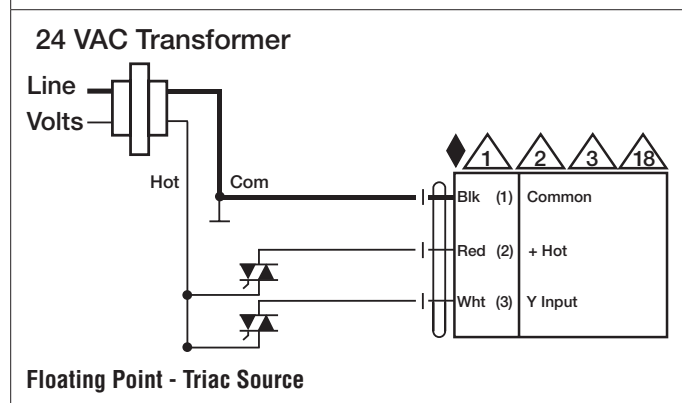 24 VAC Transformer
Line
Volts
1 2 3 18
Hot Com
Blk (1) Common
Red (2) + Hot
Wht (3) Y Input
Floating Point - Triac Source